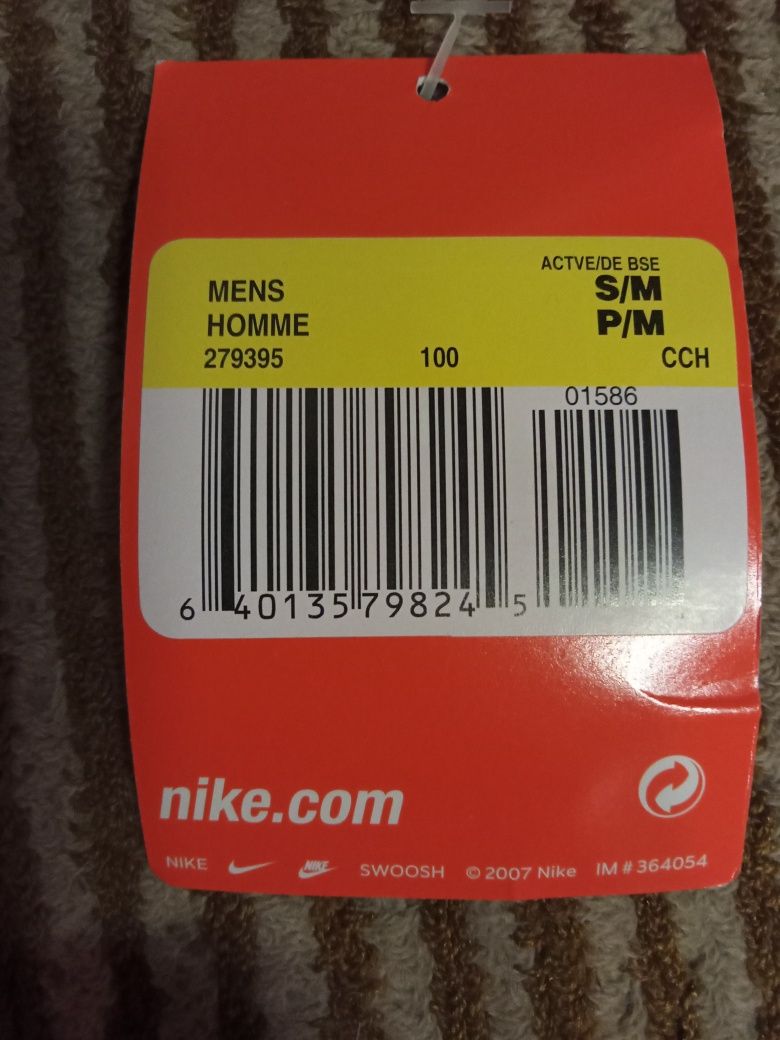 ACTVE/DE BSE
MENS S/M
HOMME P/M
279395 100 CCH
01586
6 40135 79824 5
nike.com
NIKE NIKE SWOOSH © 2007 Nike IM # 364054